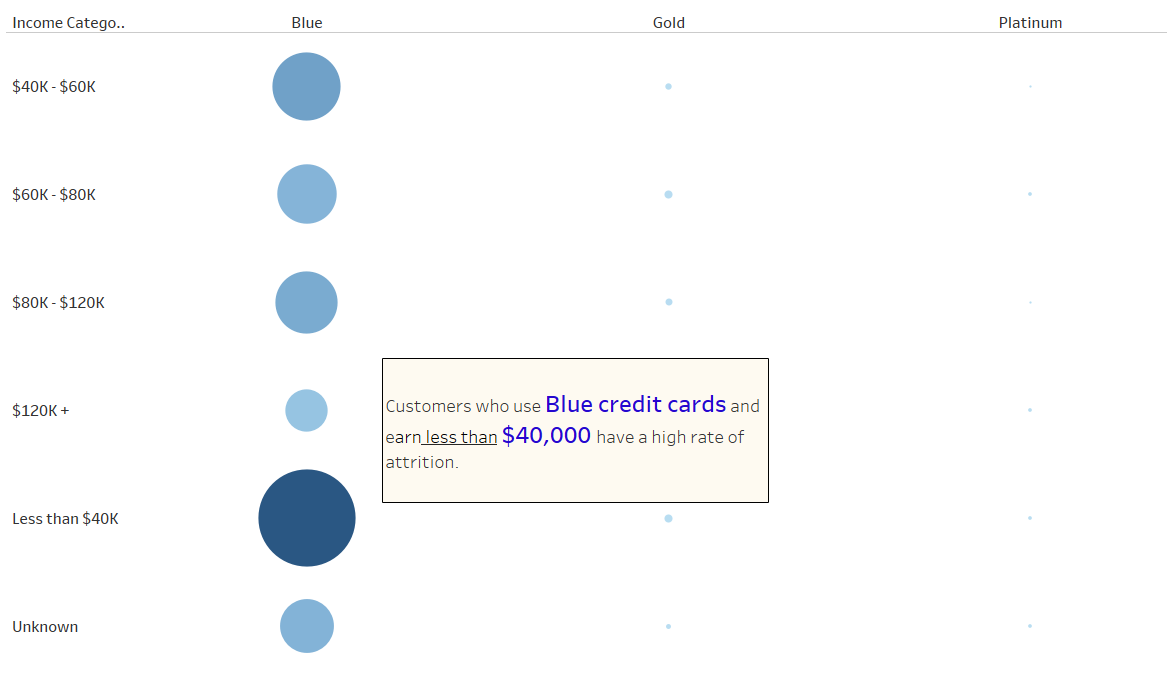 Income Catego.. Blue Gold Platinum
$40K - $60K
$60K - $80K
$80K - $120K
$120K +
Customers who use Blue credit cards and
earn less than $40,000 have a high rate of
attrition.
Less than $40K
Unknown